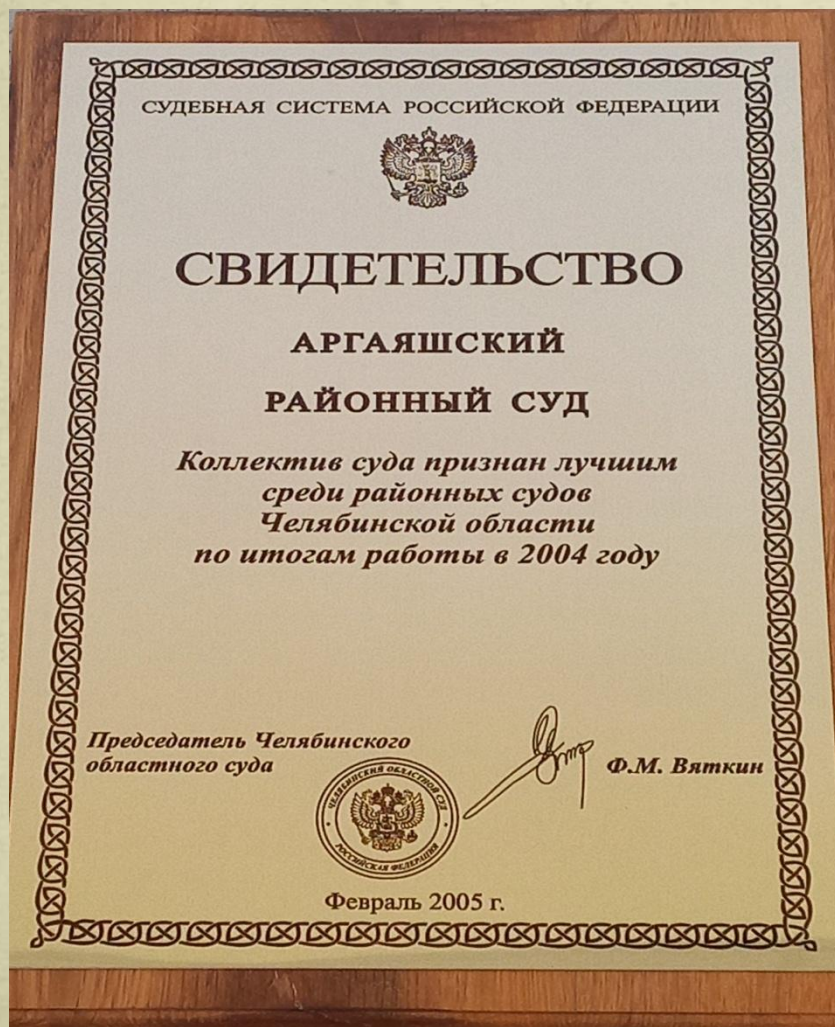 СУДЕБНАЯ СИСТЕМА РОССИЙСКОЙ ФЕДЕРАЦИИ
СВИДЕТЕЛЬСТВО
АРГАЯШСКИЙ
РАЙОННЫЙ СУД
Коллектив суда признан лучшим
среди районных судов
Челябинской области
по итогам работы в 2004 году
Председатель Челябинского
областного суда
Ф.М. Вяткин
ЧЕЛЯБИНСКИЙ ОБЛАСТНОЙ СУД
РОССИЙСКАЯ ФЕДЕРАЦИЯ
Февраль 2005 г.